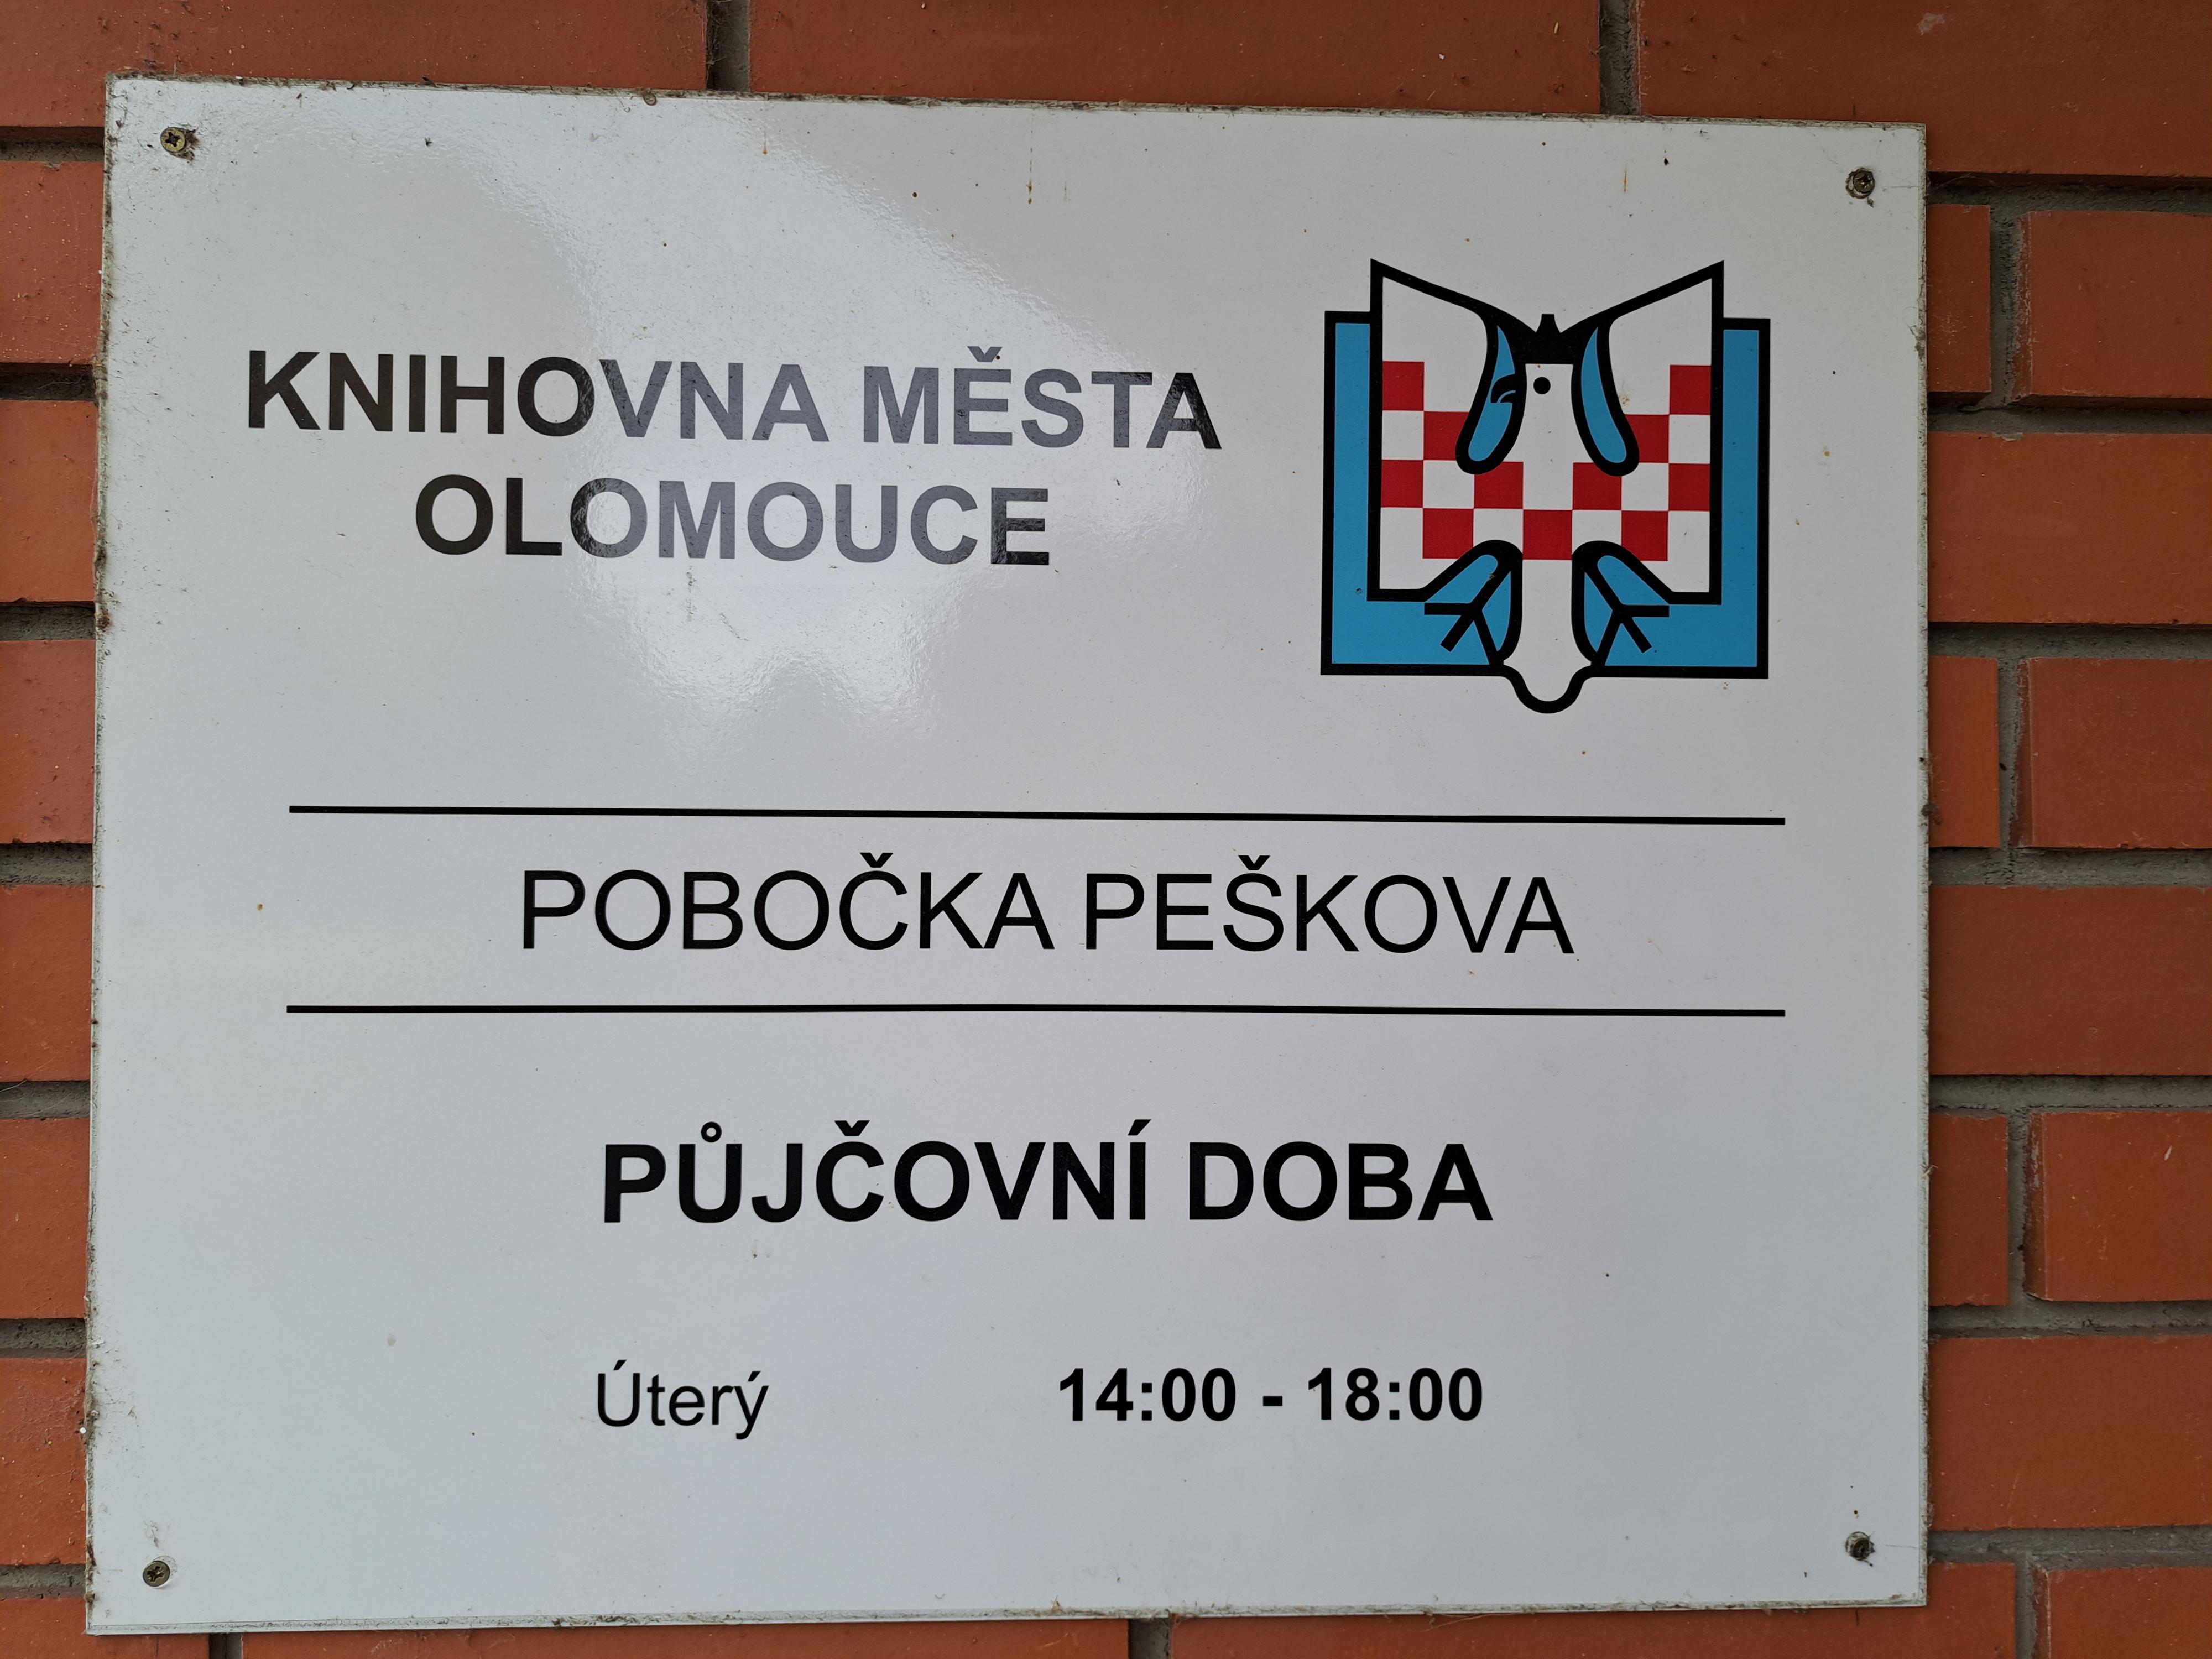 KNIHOVNA MĚSTA
OLOMOUCE
POBOČKA PEŠKOVA
PŮJČOVNÍ DOBA
Úterý 14:00 - 18:00